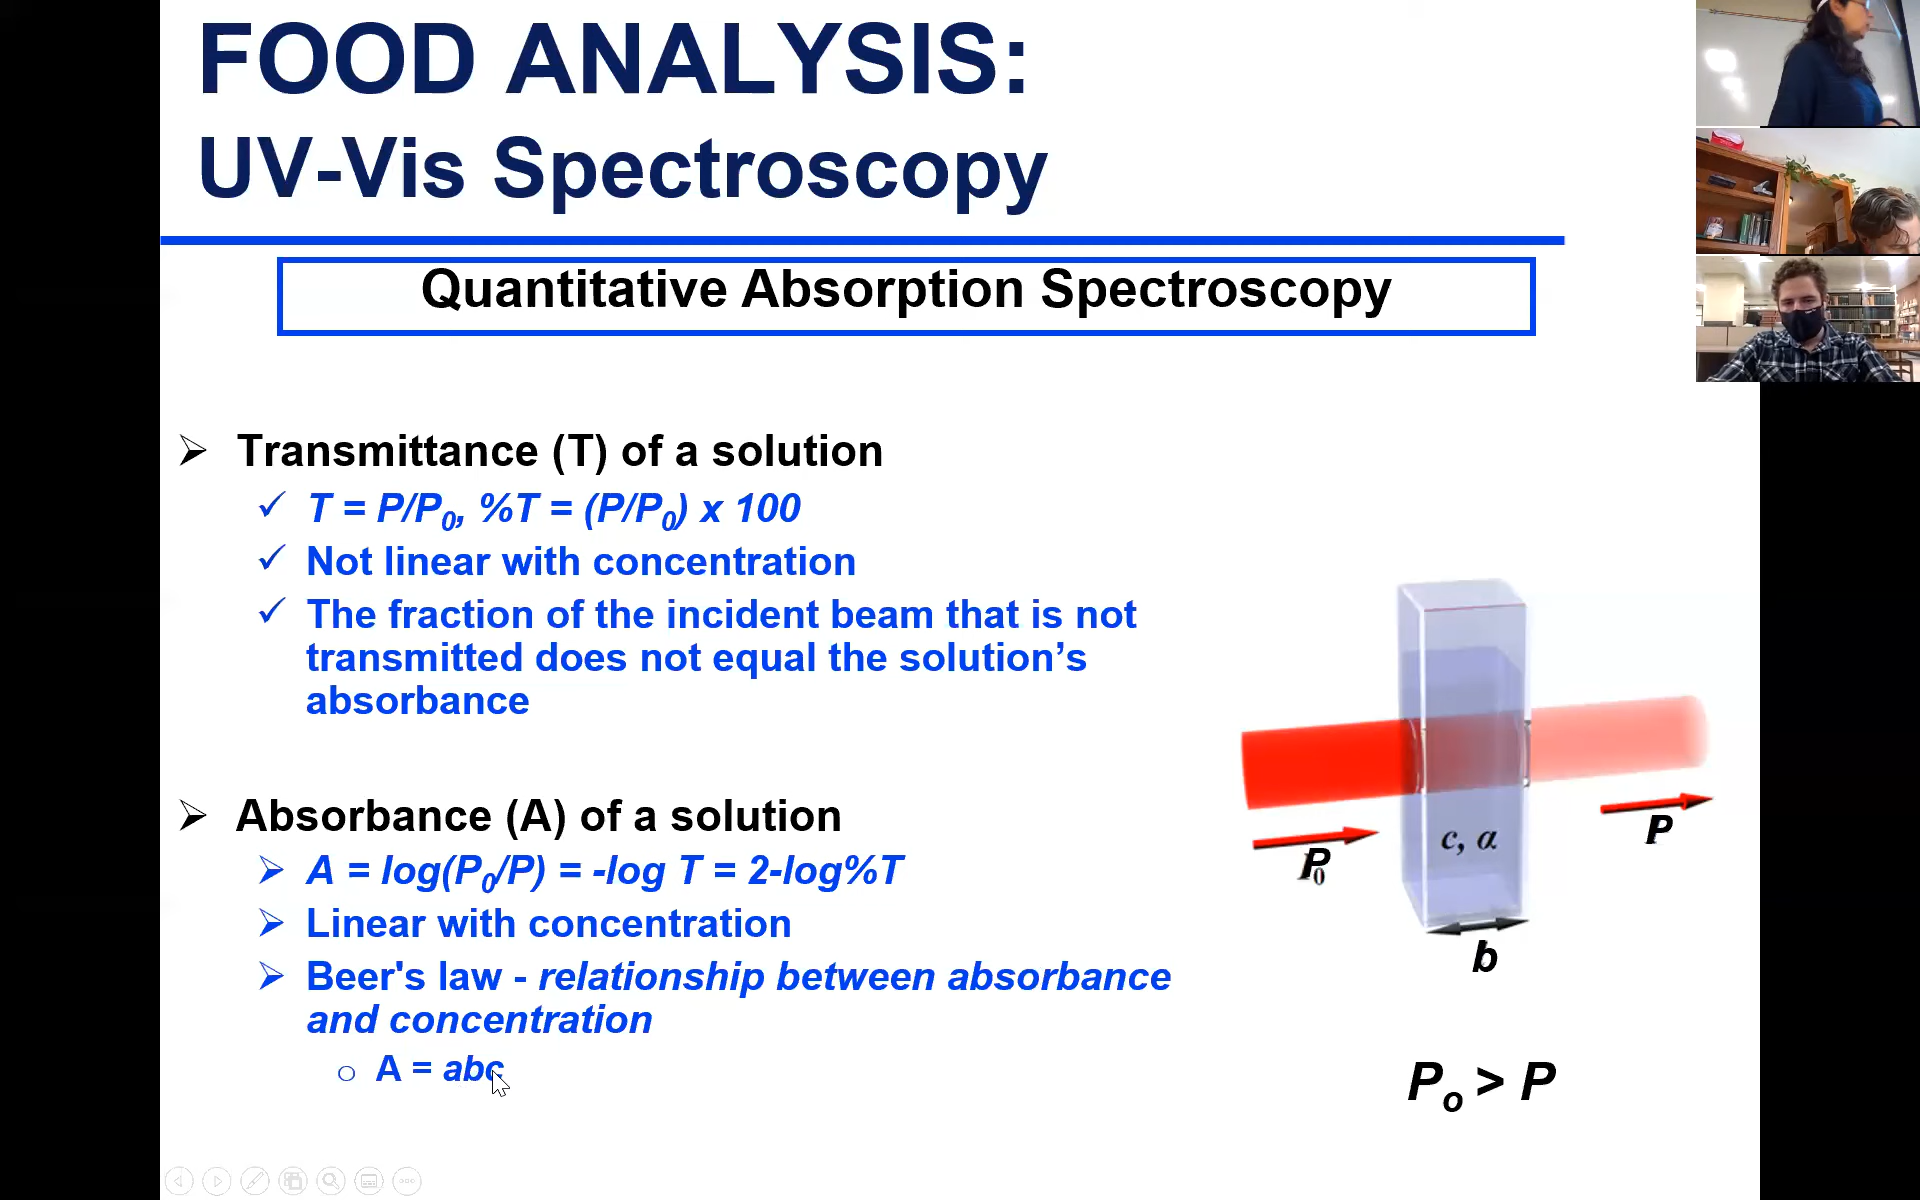 FOOD ANALYSIS:
UV-Vis Spectroscopy
Quantitative Absorption Spectroscopy
➢ Transmittance (T) of a solution
✓ T = P/P₀, %T = (P/P₀) x 100
✓ Not linear with concentration
✓ The fraction of the incident beam that is not
transmitted does not equal the solution’s
absorbance
➢ Absorbance (A) of a solution
➢ A = log(P₀/P) = -log T = 2-log%T
➢ Linear with concentration
➢ Beer's law - relationship between absorbance
and concentration
o A = abc
P₀
c, α
P
b
Pₒ > P